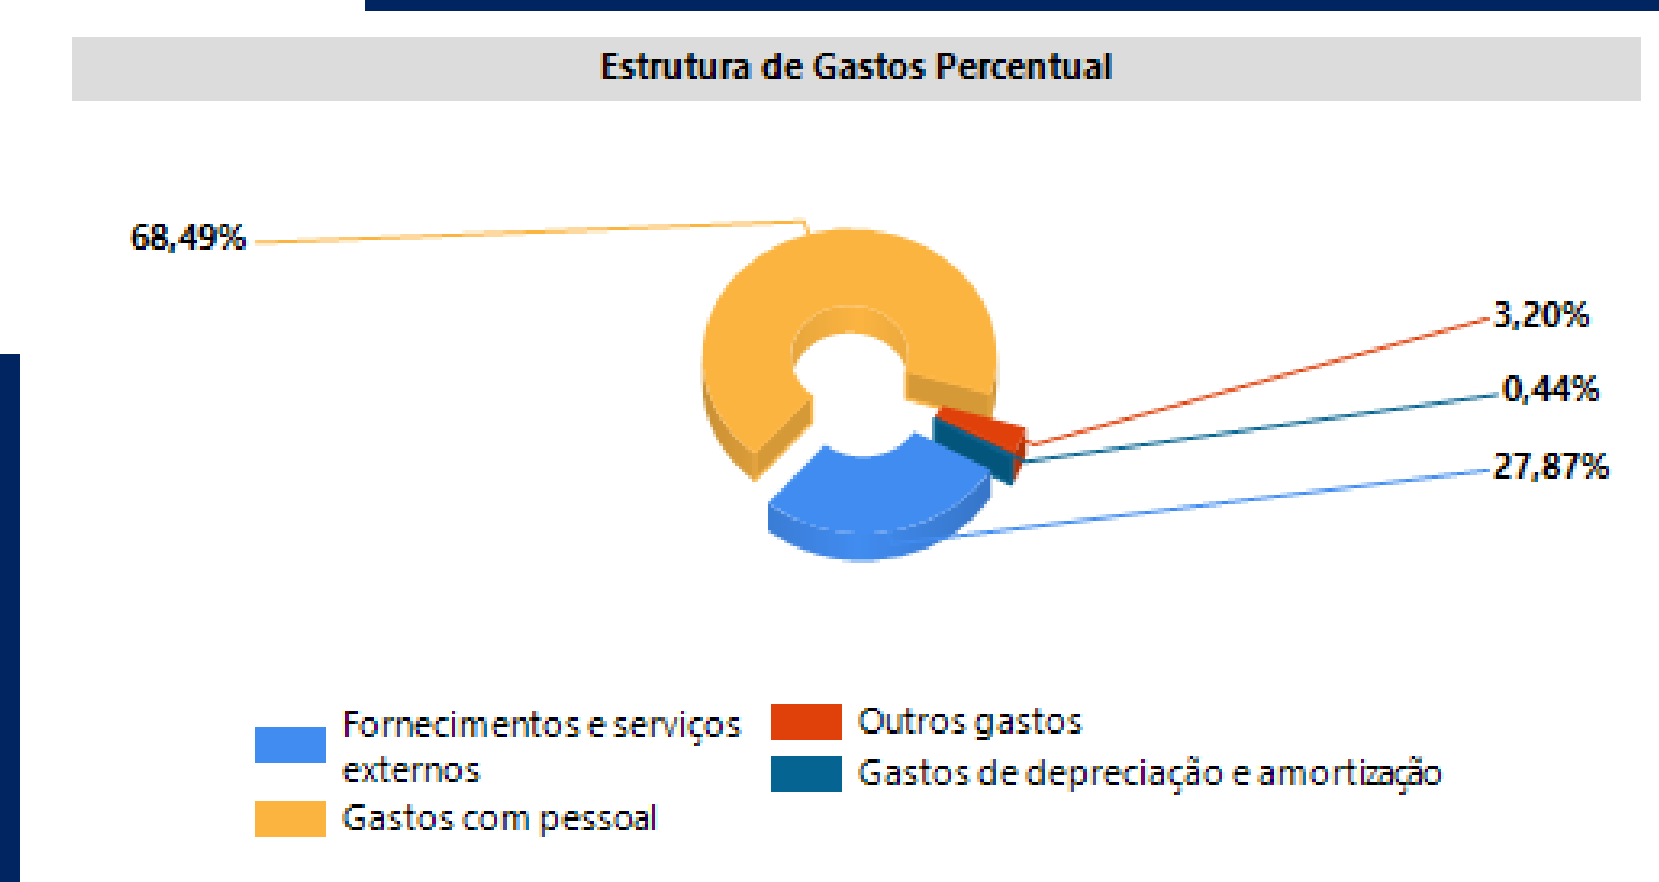 Estrutura de Gastos Percentual
68,49%
3,20%
0,44%
27,87%
Fornecimentos e serviços
externos
Gastos com pessoal
Outros gastos
Gastos de depreciação e amortização